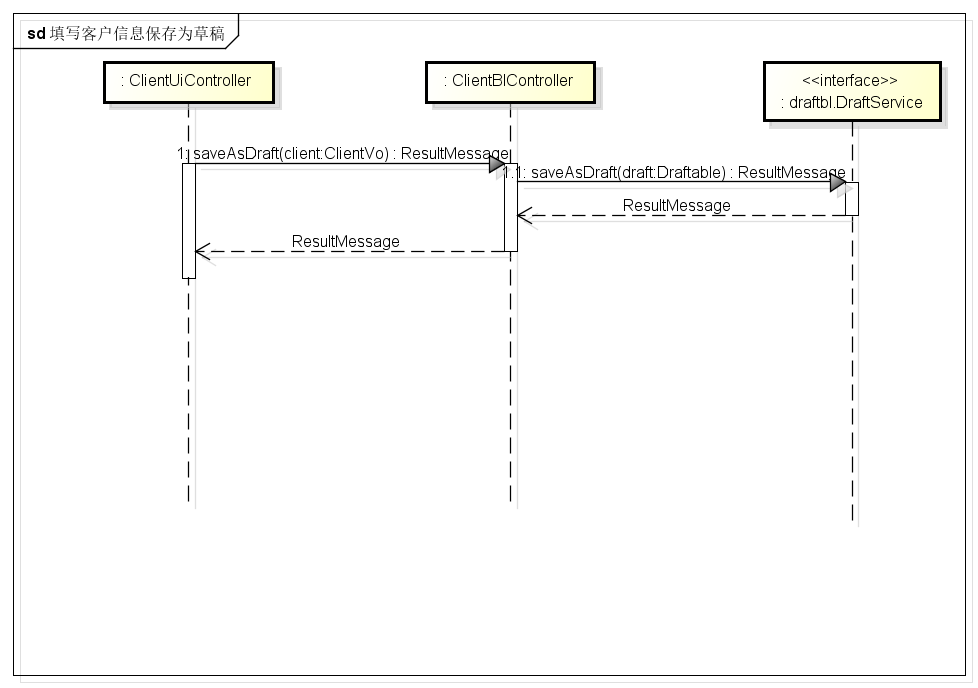 sd 填写客户信息保存为草稿
: ClientUiController
: ClientBlController
<<interface>>
: draftbl.DraftService
1: saveAsDraft(client:ClientVo) : ResultMessage
1.1: saveAsDraft(draft:Draftable) : ResultMessage
ResultMessage
ResultMessage